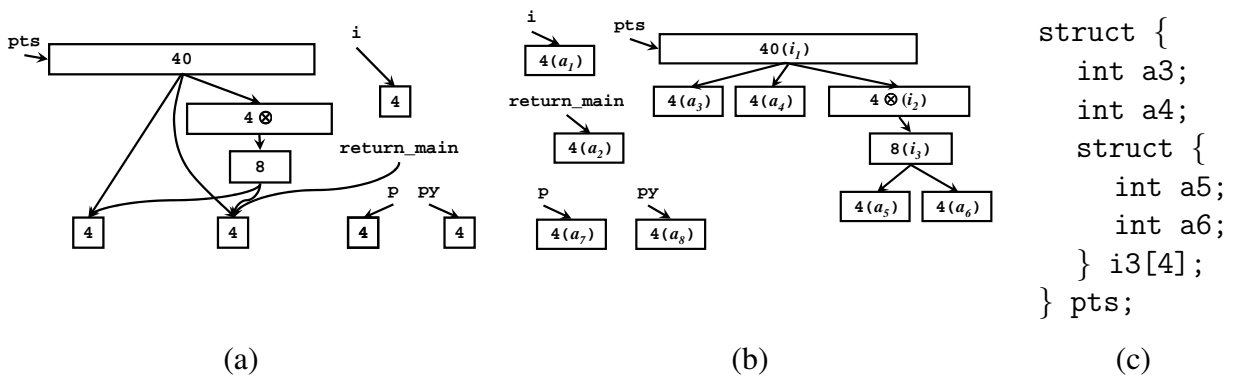 pts
40
i
4
4 ⊗
return_main
8
p py
4 4 4 4
(a)
i
4(a₁)
pts
40(i₁)
4(a₃) 4(a₄) 4 ⊗(i₂)
return_main
4(a₂)
8(i₃)
4(a₅) 4(a₆)
p py
4(a₇) 4(a₈)
(b)
struct {
int a3;
int a4;
struct {
int a5;
int a6;
} i3[4];
} pts;
(c)